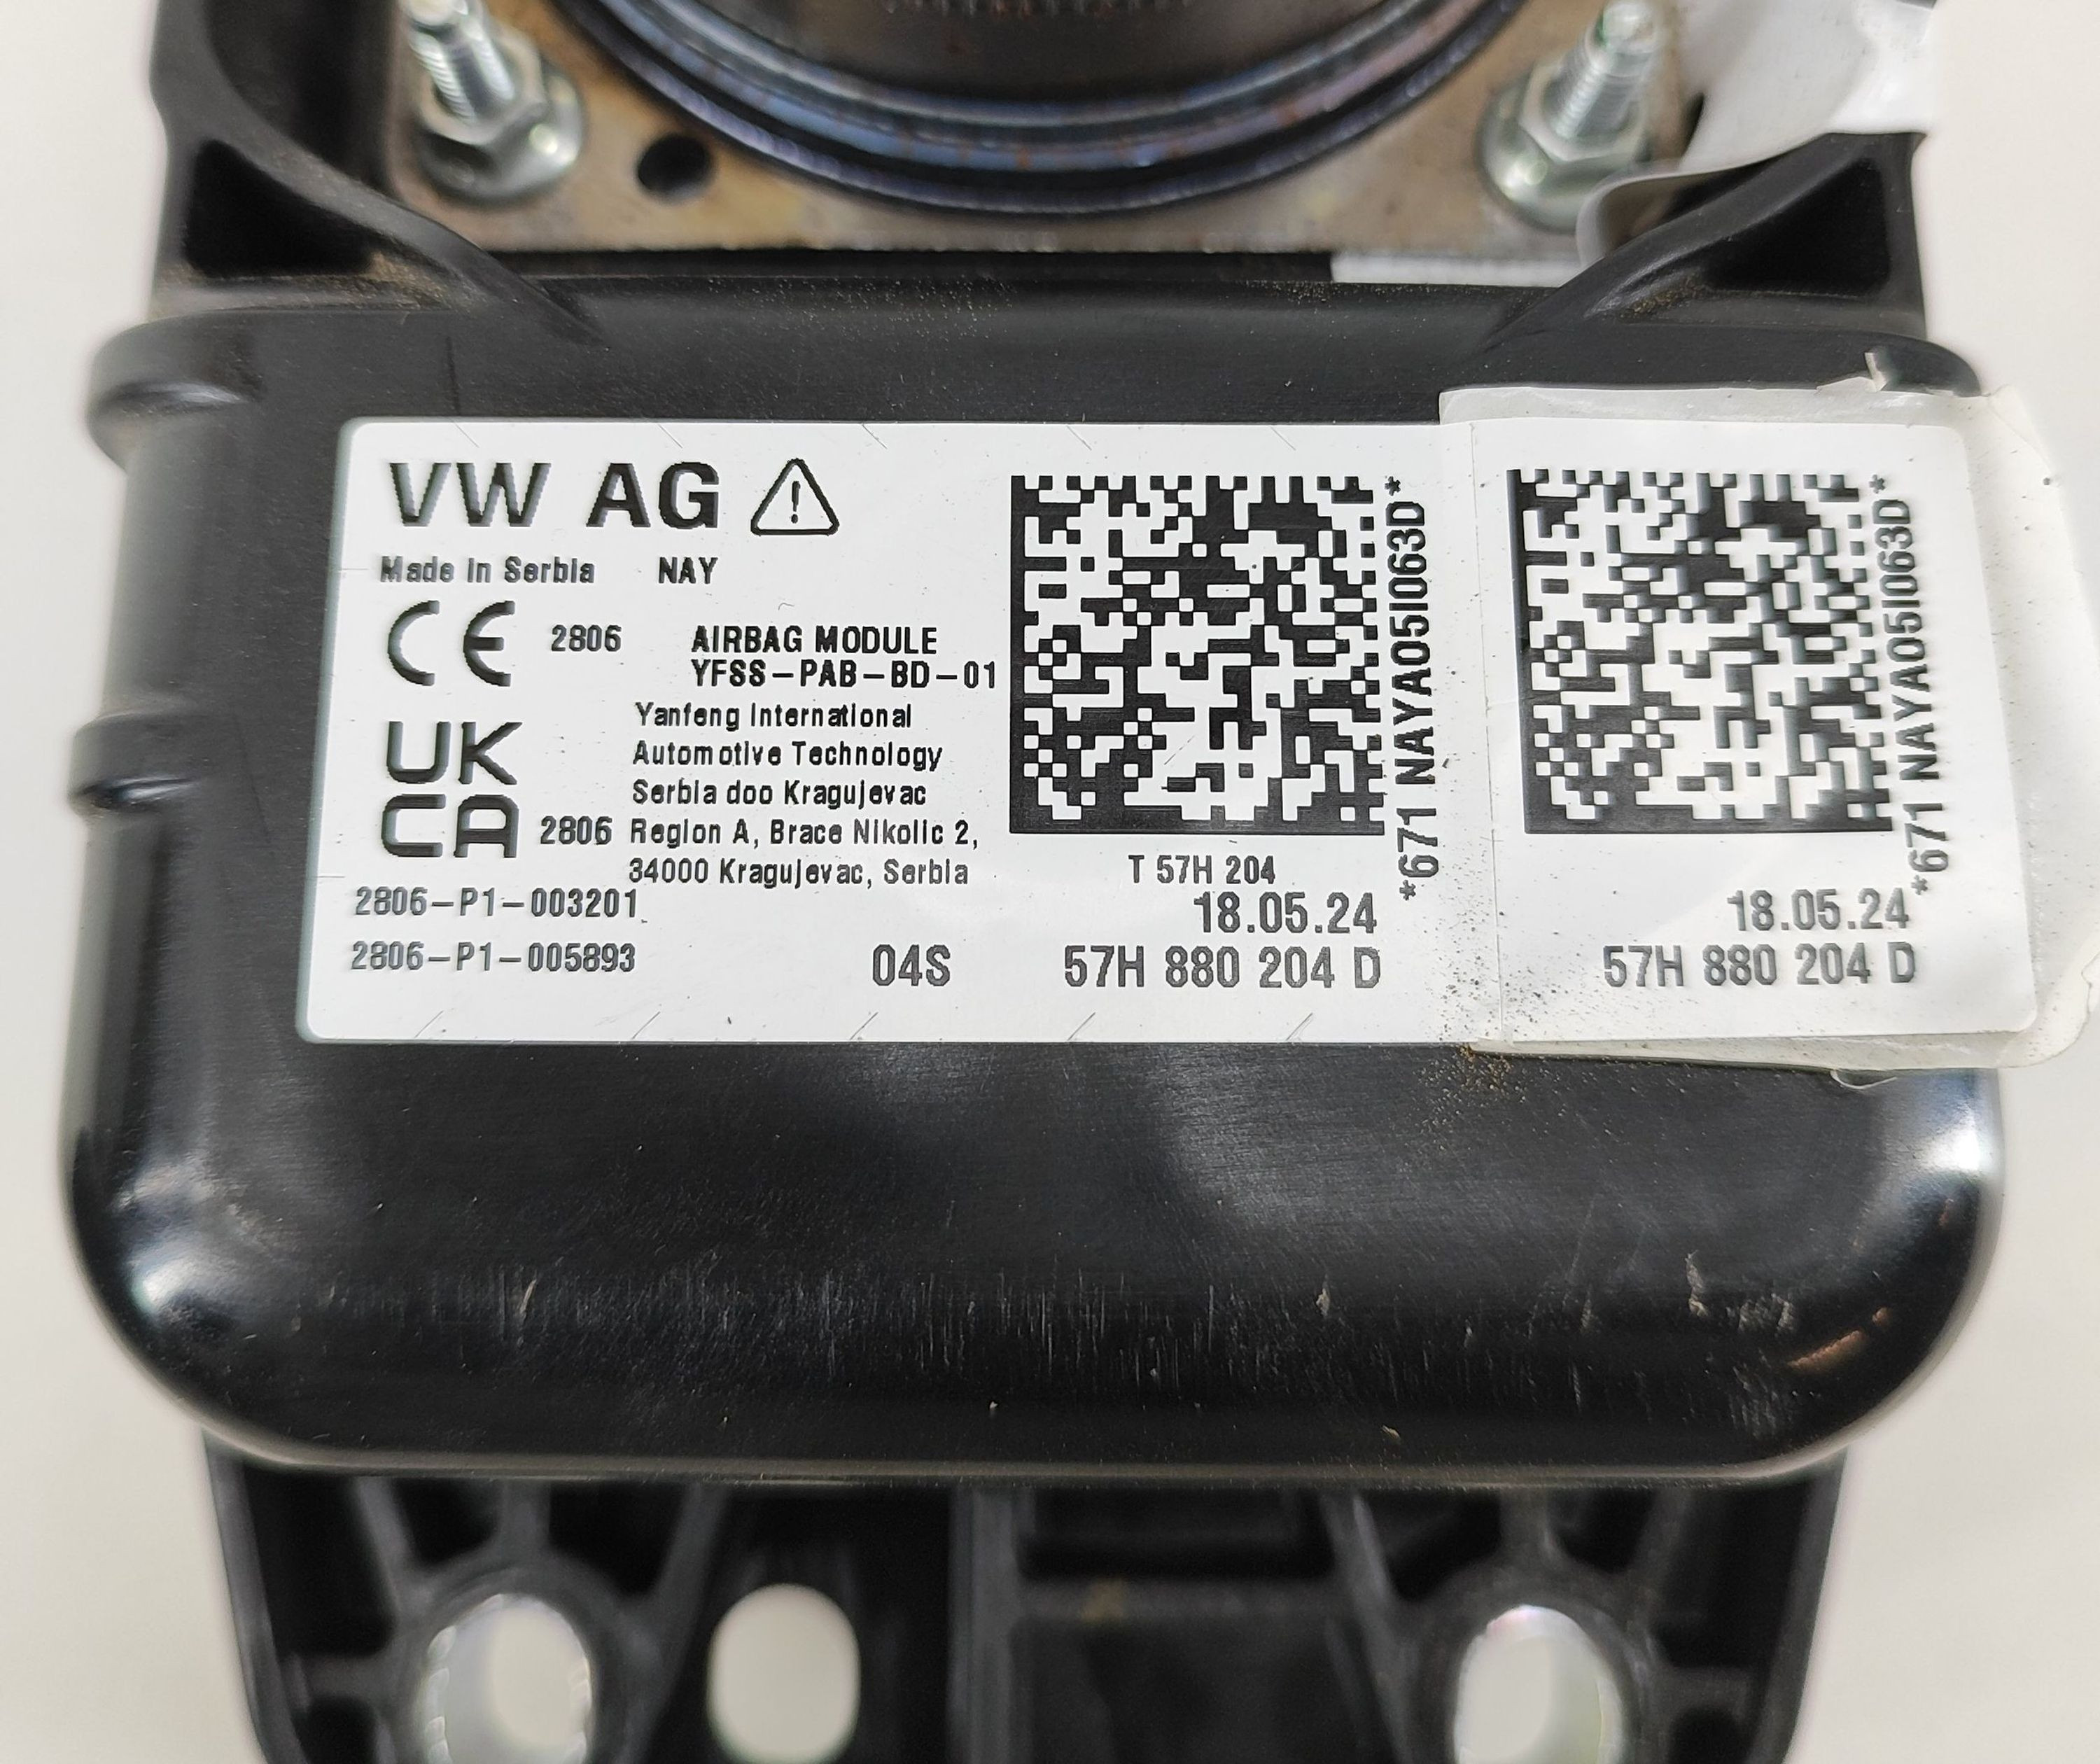 VW AG
Made in Serbia NAY
CE 2806
AIRBAG MODULE
YFSS-PAB-BD-01
Yanfeng International
Automotive Technology
Serbia doo Kragujevac
Region A, Brace Nikolic 2,
34000 Kragujevac, Serbia
UK
CA 2806
2806-P1-003201
2806-P1-005893
04S
*671 NAYA05I063D*
T 57H 204
18.05.24
57H 880 204 D
*671 NAYA05I063D*
18.05.24
57H 880 204 D